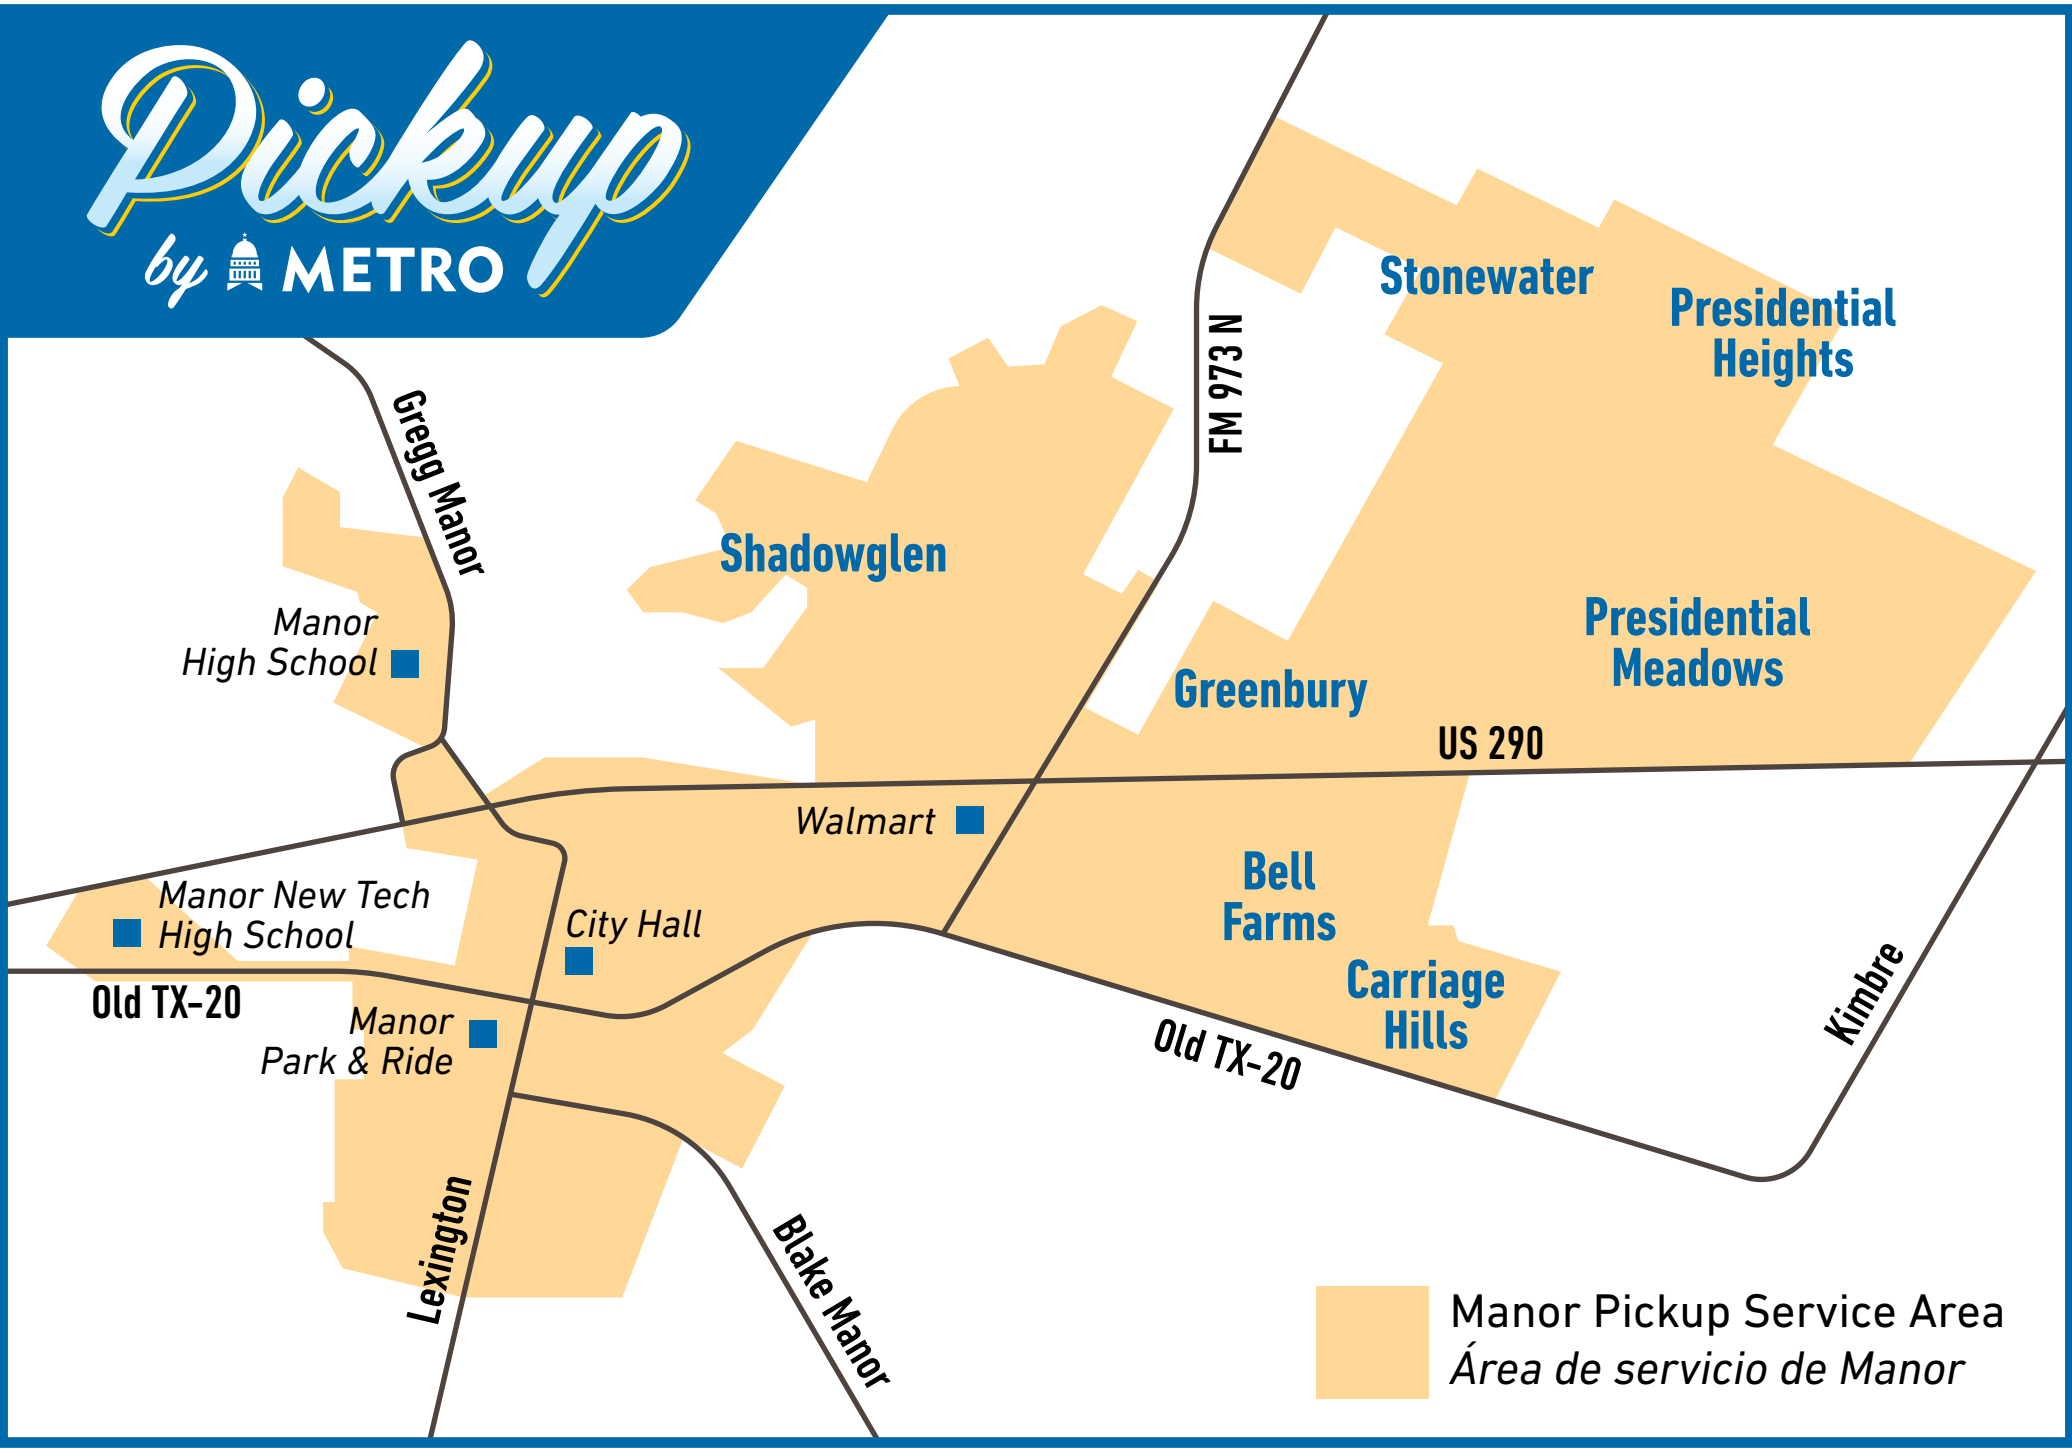 Pickup
by METRO
Stonewater
Presidential
Heights
FM 973 N
Gregg Manor
Shadowglen
Manor
High School
Presidential
Meadows
Greenbury
US 290
Walmart
Bell
Farms
Manor New Tech
High School
City Hall
Carriage
Hills
Kimbre
Old TX-20
Manor
Park & Ride
Old TX-20
Lexington
Blake Manor
Manor Pickup Service Area
Área de servicio de Manor